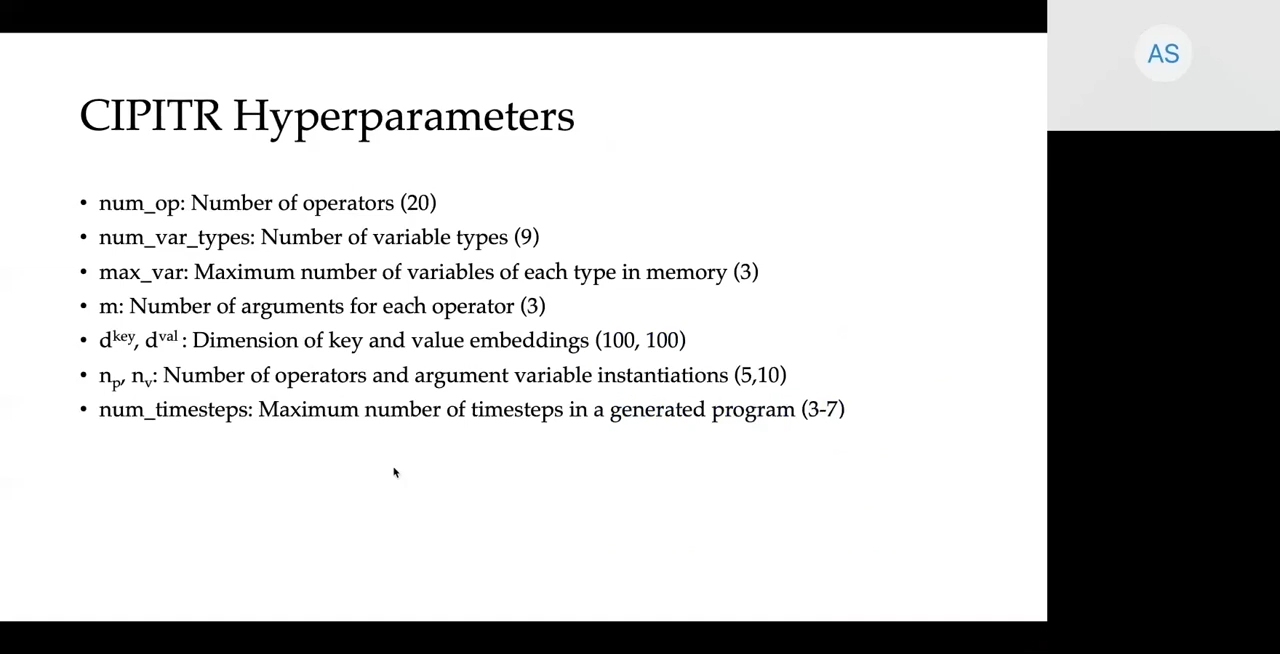 CIPITR Hyperparameters
• num_op: Number of operators (20)
• num_var_types: Number of variable types (9)
• max_var: Maximum number of variables of each type in memory (3)
• m: Number of arguments for each operator (3)
• dkey, dval : Dimension of key and value embeddings (100, 100)
• np, nv: Number of operators and argument variable instantiations (5,10)
• num_timesteps: Maximum number of timesteps in a generated program (3-7)
AS